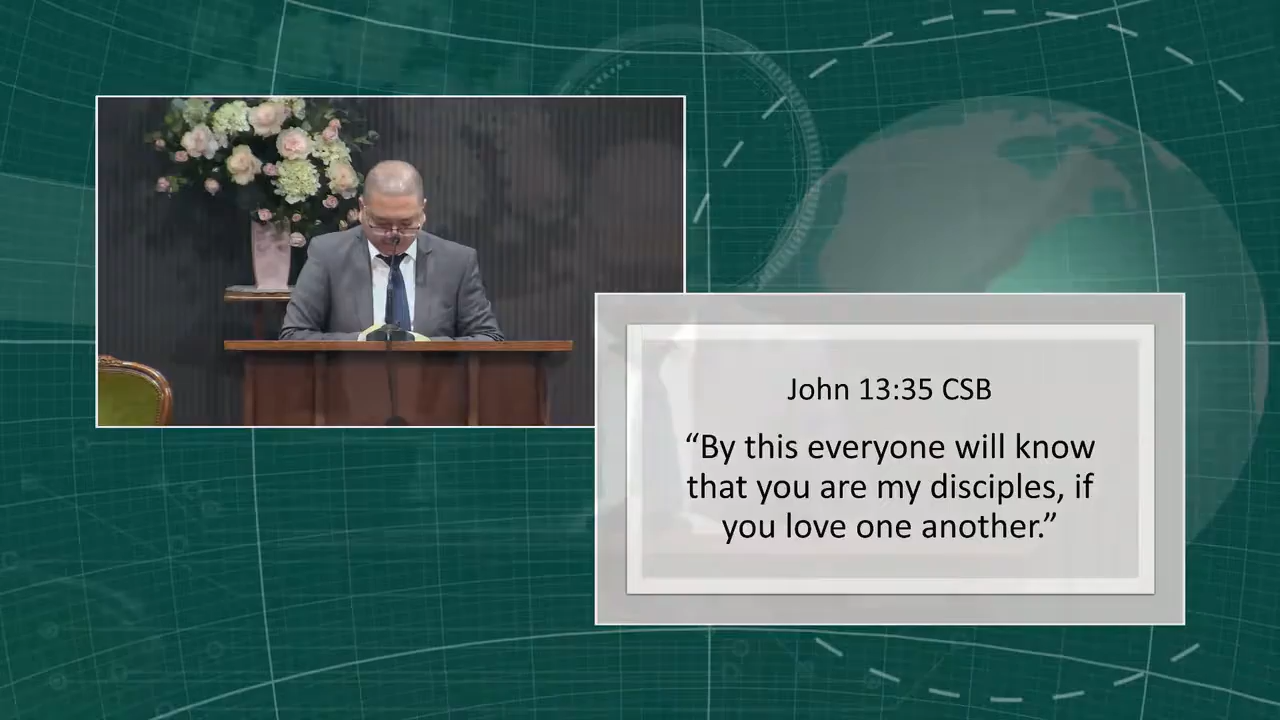 John 13:35 CSB
“By this everyone will know
that you are my disciples, if
you love one another.”